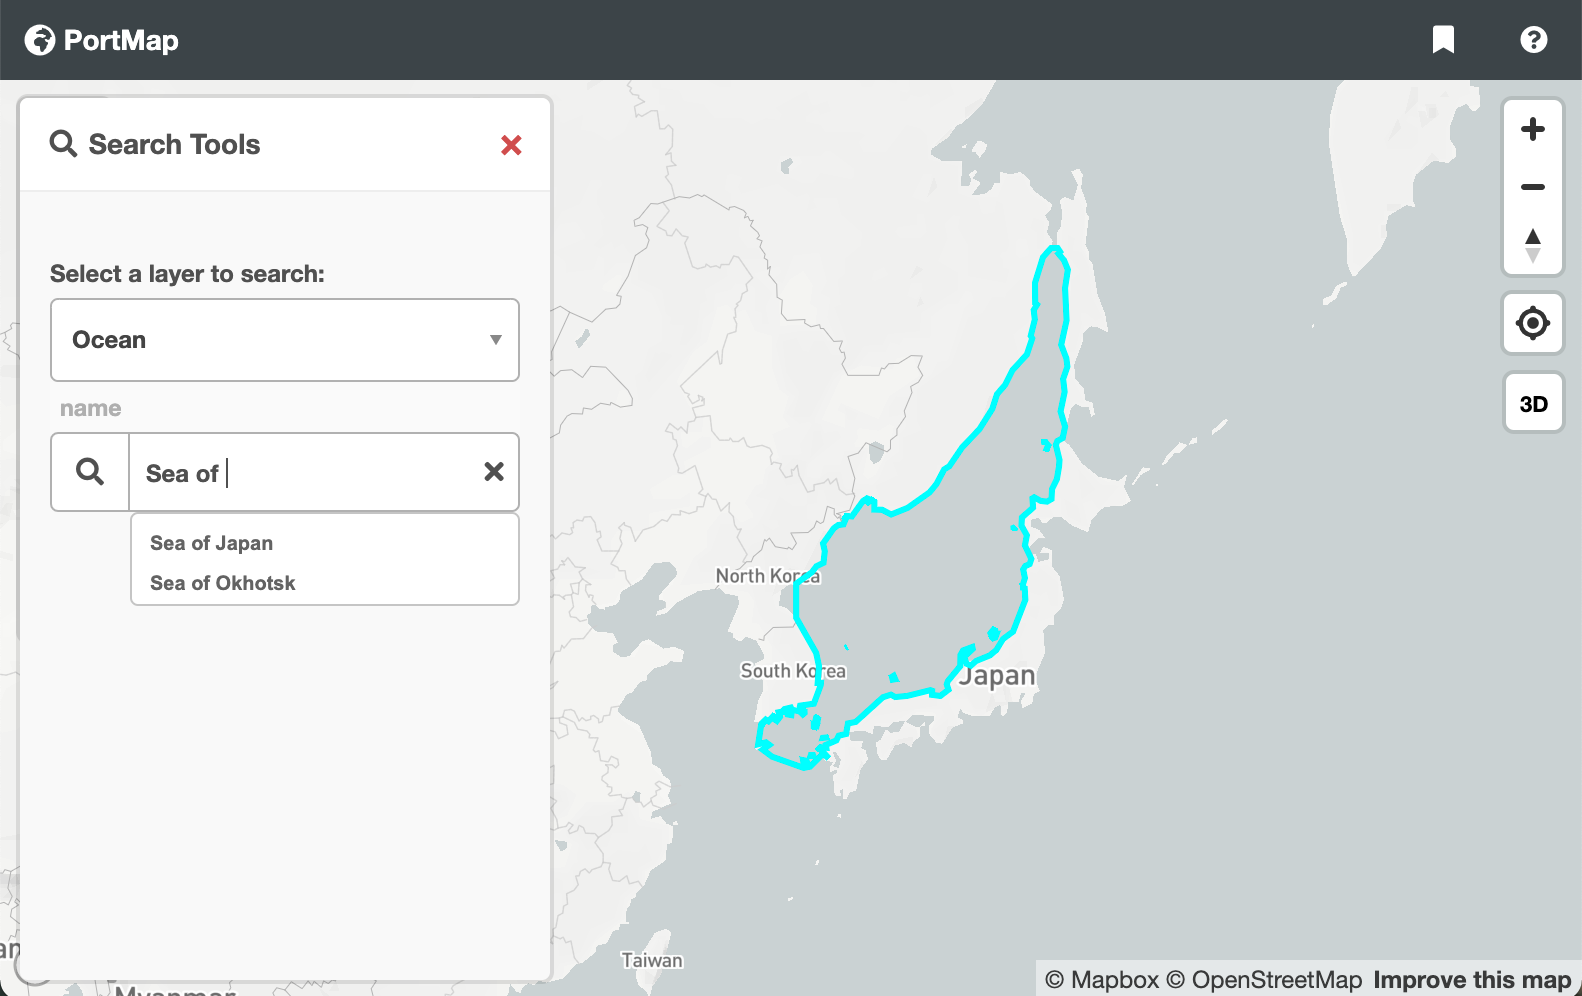 PortMap
Search Tools
Select a layer to search:
Ocean
name
Sea of
Sea of Japan
Sea of Okhotsk
3D
North Korea
South Korea
Japan
Taiwan
Myanmar
© Mapbox © OpenStreetMap Improve this map